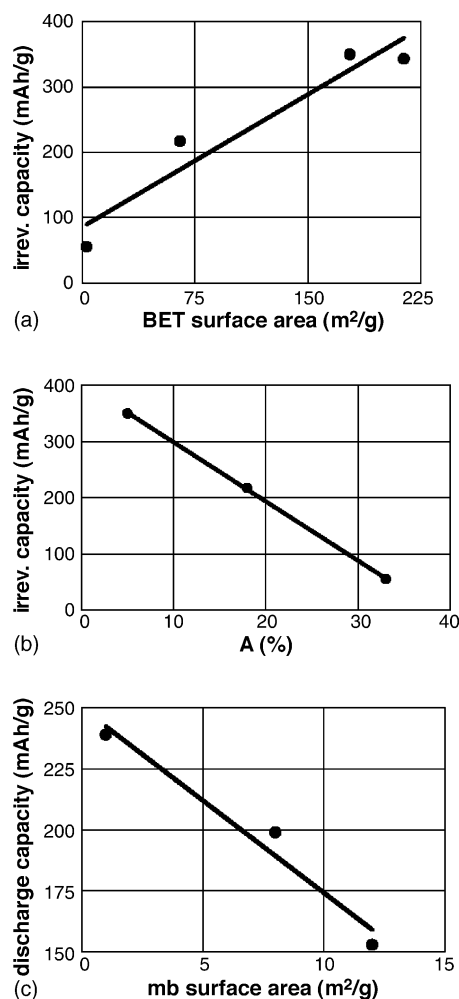 400
300
200
100
0
irrev. capacity (mAh/g)
0 75 150 225
(a) BET surface area (m²/g)
400
300
200
100
0
irrev. capacity (mAh/g)
0 10 20 30 40
(b) A (%)
250
225
200
175
150
discharge capacity (mAh/g)
0 5 10 15
(c) mb surface area (m²/g)